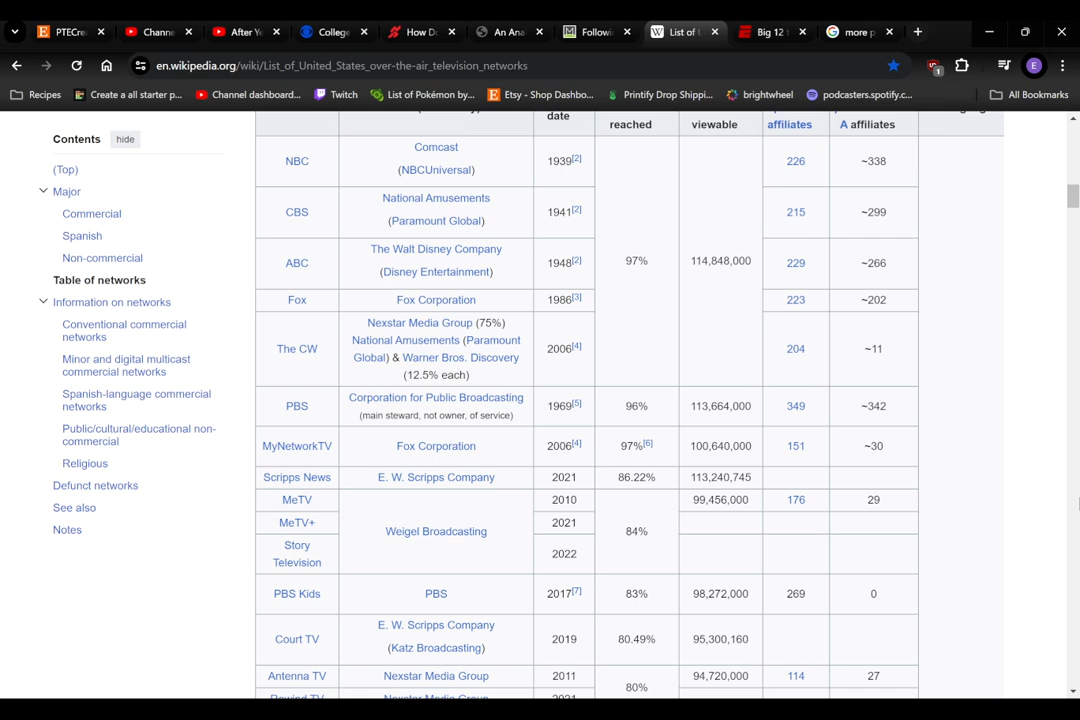 PTECre
Chann
After Y
College
How D
An Ana
Followi
List of
Big 12
more p
en.wikipedia.org/wiki/List_of_United_States_over-the-air_television_networks
1
E
Recipes
Create a all starter p...
Channel dashboard...
Twitch
List of Pokémon by...
Etsy - Shop Dashbo...
Printify Drop Shippi...
brightwheel
podcasters.spotify.c...
All Bookmarks
Contents hide
(Top)
Major
Commercial
Spanish
Non-commercial
Table of networks
Information on networks
Conventional commercial
networks
Minor and digital multicast
commercial networks
Spanish-language commercial
networks
Public/cultural/educational non-
commercial
Religious
Defunct networks
See also
Notes
date reached viewable affiliates A affiliates
NBC Comcast (NBCUniversal) 1939[2] 226 ~338
CBS National Amusements (Paramount Global) 1941[2] 215 ~299
ABC The Walt Disney Company (Disney Entertainment) 1948[2] 97% 114,848,000 229 ~266
Fox Fox Corporation 1986[3] 223 ~202
The CW Nexstar Media Group (75%) National Amusements (Paramount Global) & Warner Bros. Discovery (12.5% each) 2006[4] 204 ~11
PBS Corporation for Public Broadcasting (main steward, not owner, of service) 1969[5] 96% 113,664,000 349 ~342
MyNetworkTV Fox Corporation 2006[4] 97%[6] 100,640,000 151 ~30
Scripps News E. W. Scripps Company 2021 86.22% 113,240,745
MeTV Weigel Broadcasting 2010 84% 99,456,000 176 29
MeTV+ 2021
Story Television 2022
PBS Kids PBS 2017[7] 83% 98,272,000 269 0
Court TV E. W. Scripps Company (Katz Broadcasting) 2019 80.49% 95,300,160
Antenna TV Nexstar Media Group 2011 80% 94,720,000 114 27